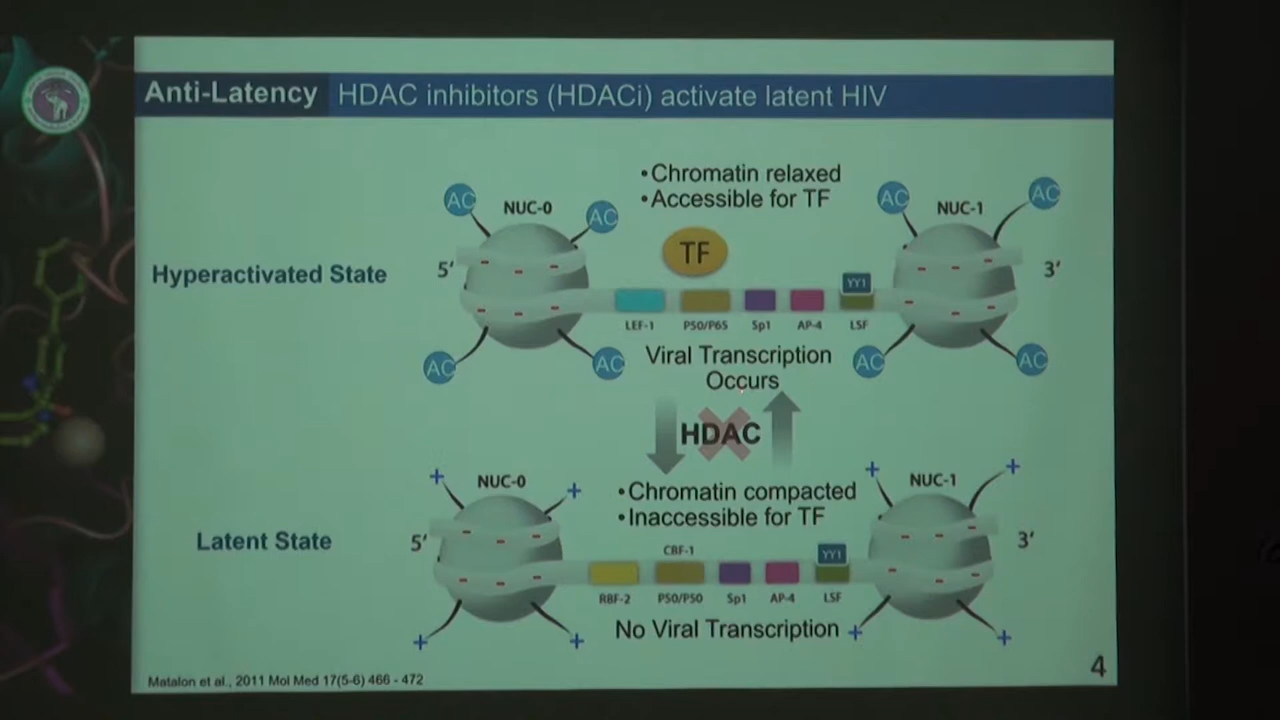 Anti-Latency HDAC inhibitors (HDACi) activate latent HIV
•Chromatin relaxed
•Accessible for TF
AC
NUC-0
AC
AC
NUC-1
AC
TF
Hyperactivated State
5'
3'
YY1
LEF-1
P50/P65
Sp1
AP-4
LSF
AC
AC
Viral Transcription
Occurs
AC
AC
HDAC
+
NUC-0
+
•Chromatin compacted
•Inaccessible for TF
+
NUC-1
+
Latent State
5'
3'
CBF-1
YY1
RBF-2
P50/P50
Sp1
AP-4
LSF
+
+
No Viral Transcription
+
+
Matalon et al., 2011 Mol Med 17(5-6) 466 - 472
4